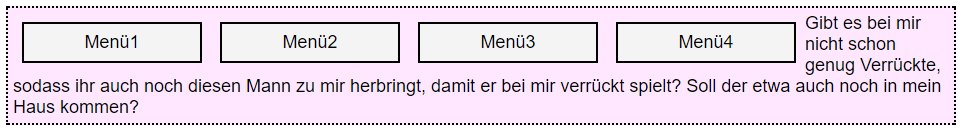 Menü1 Menü2 Menü3 Menü4
Gibt es bei mir
nicht schon
genug Verrückte,
sodass ihr auch noch diesen Mann zu mir herbringt, damit er bei mir verrückt spielt? Soll der etwa auch noch in mein
Haus kommen?